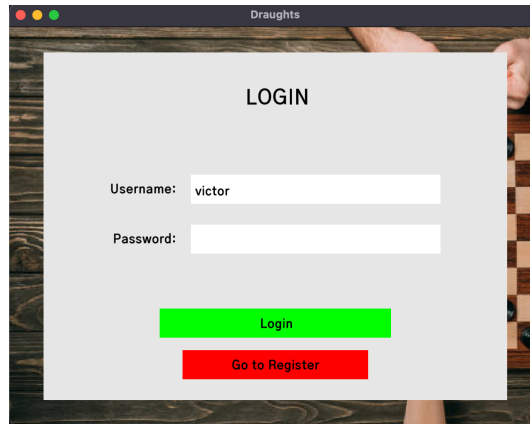 Draughts
LOGIN
Username: victor
Password:
Login
Go to Register